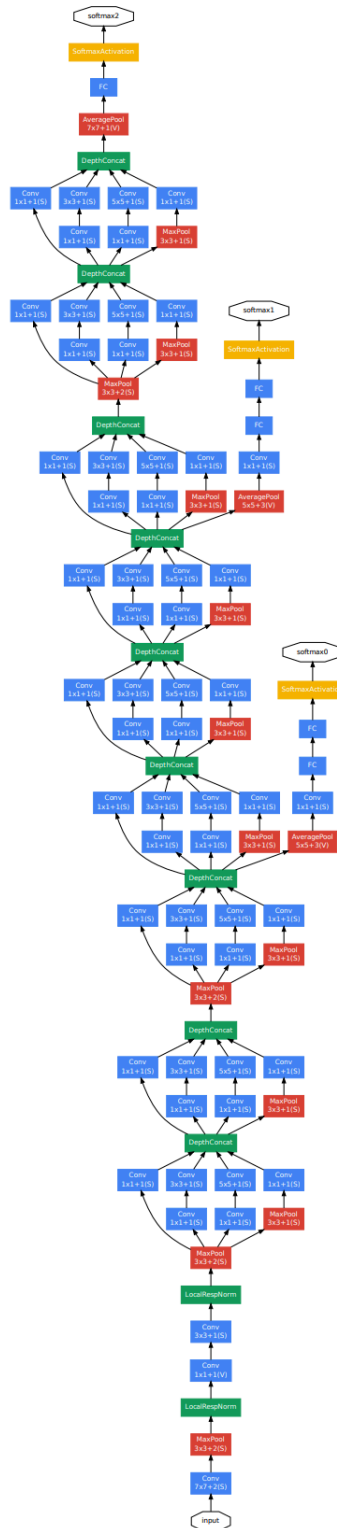 softmax2
SoftmaxActivation
FC
AveragePool
7x7+1(V)
DepthConcat
Conv Conv Conv Conv
1x1+1(S) 3x3+1(S) 5x5+1(S) 1x1+1(S)
Conv Conv MaxPool
1x1+1(S) 1x1+1(S) 3x3+1(S)
DepthConcat
Conv Conv Conv Conv
1x1+1(S) 3x3+1(S) 5x5+1(S) 1x1+1(S)
softmax1
Conv Conv MaxPool
1x1+1(S) 1x1+1(S) 3x3+1(S)
SoftmaxActivation
MaxPool
3x3+2(S)
FC
DepthConcat
FC
Conv Conv Conv Conv Conv
1x1+1(S) 3x3+1(S) 5x5+1(S) 1x1+1(S) 1x1+1(S)
Conv Conv MaxPool AveragePool
1x1+1(S) 1x1+1(S) 3x3+1(S) 5x5+3(V)
DepthConcat
Conv Conv Conv Conv
1x1+1(S) 3x3+1(S) 5x5+1(S) 1x1+1(S)
Conv Conv MaxPool
1x1+1(S) 1x1+1(S) 3x3+1(S)
DepthConcat
softmax0
Conv Conv Conv Conv
1x1+1(S) 3x3+1(S) 5x5+1(S) 1x1+1(S)
SoftmaxActivation
Conv Conv MaxPool
1x1+1(S) 1x1+1(S) 3x3+1(S)
FC
DepthConcat
FC
Conv Conv Conv Conv Conv
1x1+1(S) 3x3+1(S) 5x5+1(S) 1x1+1(S) 1x1+1(S)
Conv Conv MaxPool AveragePool
1x1+1(S) 1x1+1(S) 3x3+1(S) 5x5+3(V)
DepthConcat
Conv Conv Conv Conv
1x1+1(S) 3x3+1(S) 5x5+1(S) 1x1+1(S)
Conv Conv MaxPool
1x1+1(S) 1x1+1(S) 3x3+1(S)
MaxPool
3x3+2(S)
DepthConcat
Conv Conv Conv Conv
1x1+1(S) 3x3+1(S) 5x5+1(S) 1x1+1(S)
Conv Conv MaxPool
1x1+1(S) 1x1+1(S) 3x3+1(S)
DepthConcat
Conv Conv Conv Conv
1x1+1(S) 3x3+1(S) 5x5+1(S) 1x1+1(S)
Conv Conv MaxPool
1x1+1(S) 1x1+1(S) 3x3+1(S)
MaxPool
3x3+2(S)
LocalRespNorm
Conv
3x3+1(S)
Conv
1x1+1(V)
LocalRespNorm
MaxPool
3x3+2(S)
Conv
7x7+2(S)
input